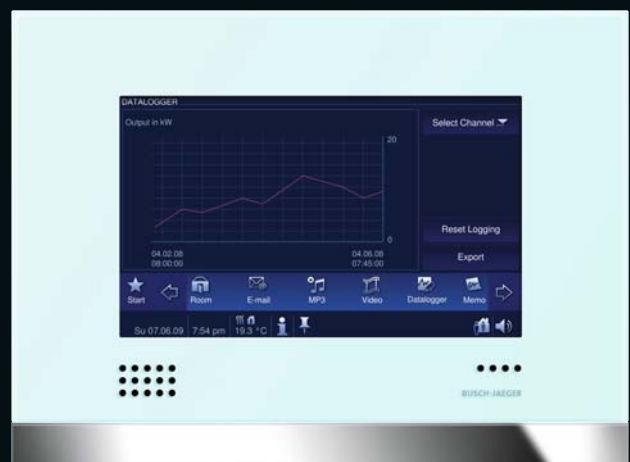 DATALOGGER
Output in kW
Select Channel
20
0
04.02.08
08:00:00
04.06.08
07:45:00
Reset Logging
Export
Start
Room
E-mail
MP3
Video
Datalogger
Memo
Su 07.06.09
7:54 pm
19.3 °C
BUSCH-JAEGER